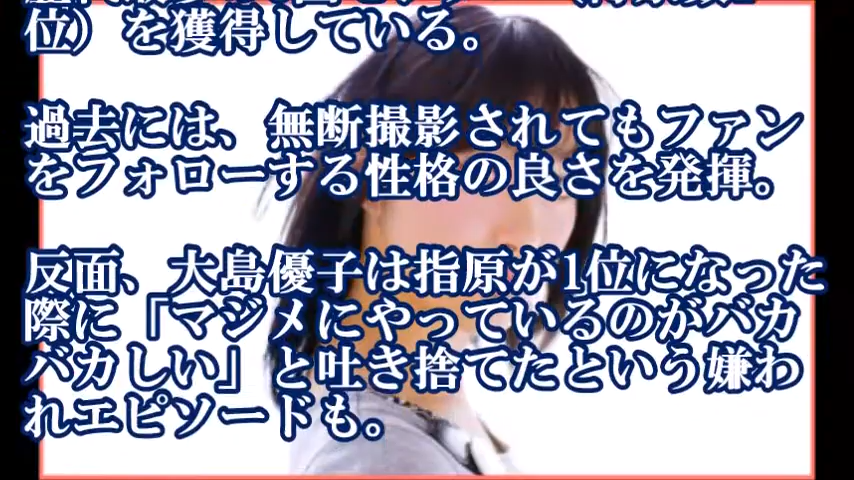 位）を獲得している。
過去には、無断撮影されてもファン
をフォローする性格の良さを発揮。
反面、大島優子は指原が1位になった
際に「マジメにやっているのがバカ
バカしい」と吐き捨てたという嫌わ
れエピソードも。